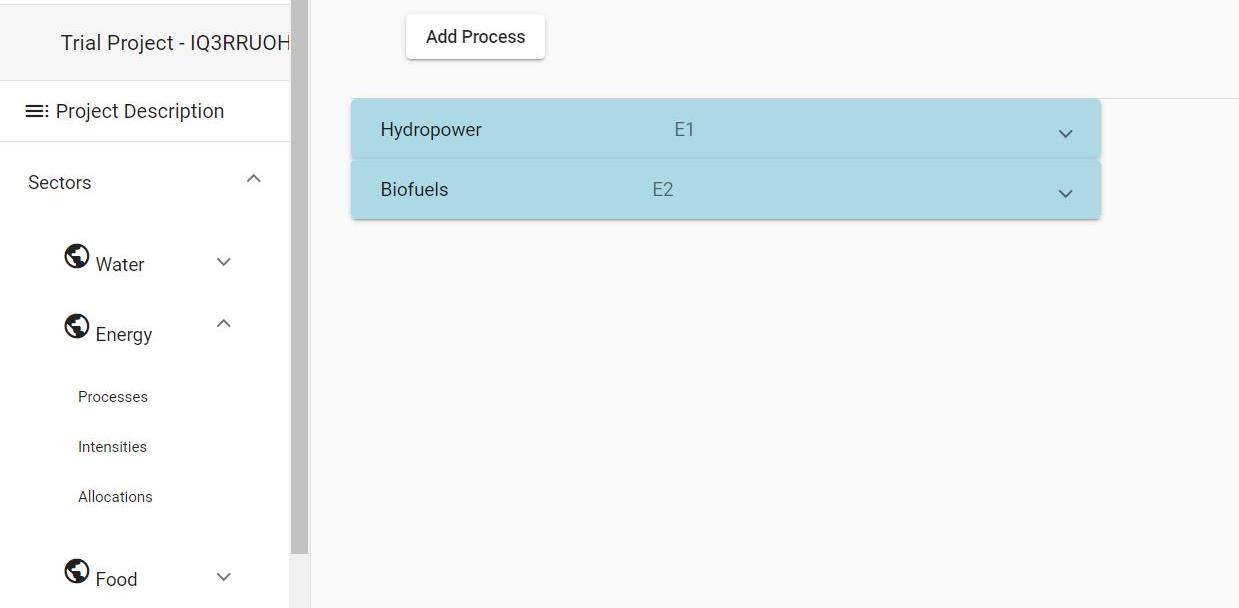 Trial Project - IQ3RRUOH
Project Description
Sectors
Water
Energy
Processes
Intensities
Allocations
Food
Add Process
Hydropower E1
Biofuels E2